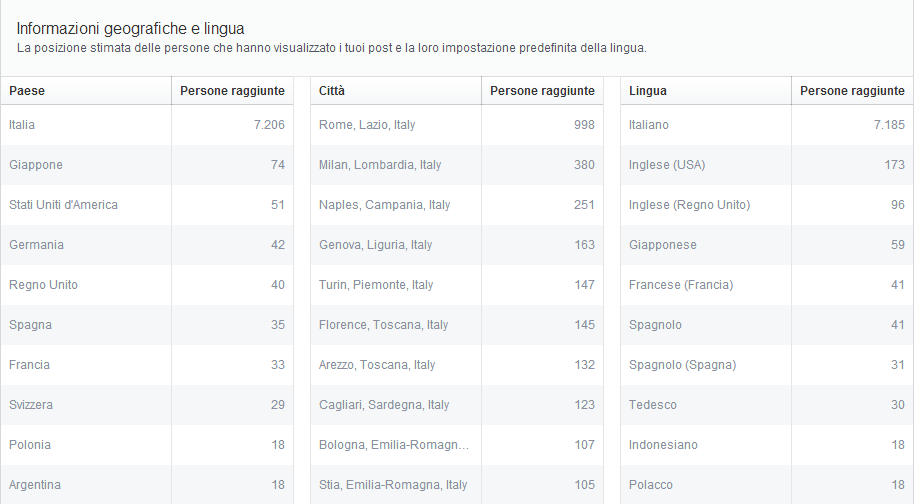 Informazioni geografiche e lingua
La posizione stimata delle persone che hanno visualizzato i tuoi post e la loro impostazione predefinita della lingua.
Paese Persone raggiunte Città Persone raggiunte Lingua Persone raggiunte
Italia 7.206 Rome, Lazio, Italy 998 Italiano 7.185
Giappone 74 Milan, Lombardia, Italy 380 Inglese (USA) 173
Stati Uniti d'America 51 Naples, Campania, Italy 251 Inglese (Regno Unito) 96
Germania 42 Genova, Liguria, Italy 163 Giapponese 59
Regno Unito 40 Turin, Piemonte, Italy 147 Francese (Francia) 41
Spagna 35 Florence, Toscana, Italy 145 Spagnolo 41
Francia 33 Arezzo, Toscana, Italy 132 Spagnolo (Spagna) 31
Svizzera 29 Cagliari, Sardegna, Italy 123 Tedesco 30
Polonia 18 Bologna, Emilia-Romagn... 107 Indonesiano 18
Argentina 18 Stia, Emilia-Romagna, Italy 105 Polacco 18